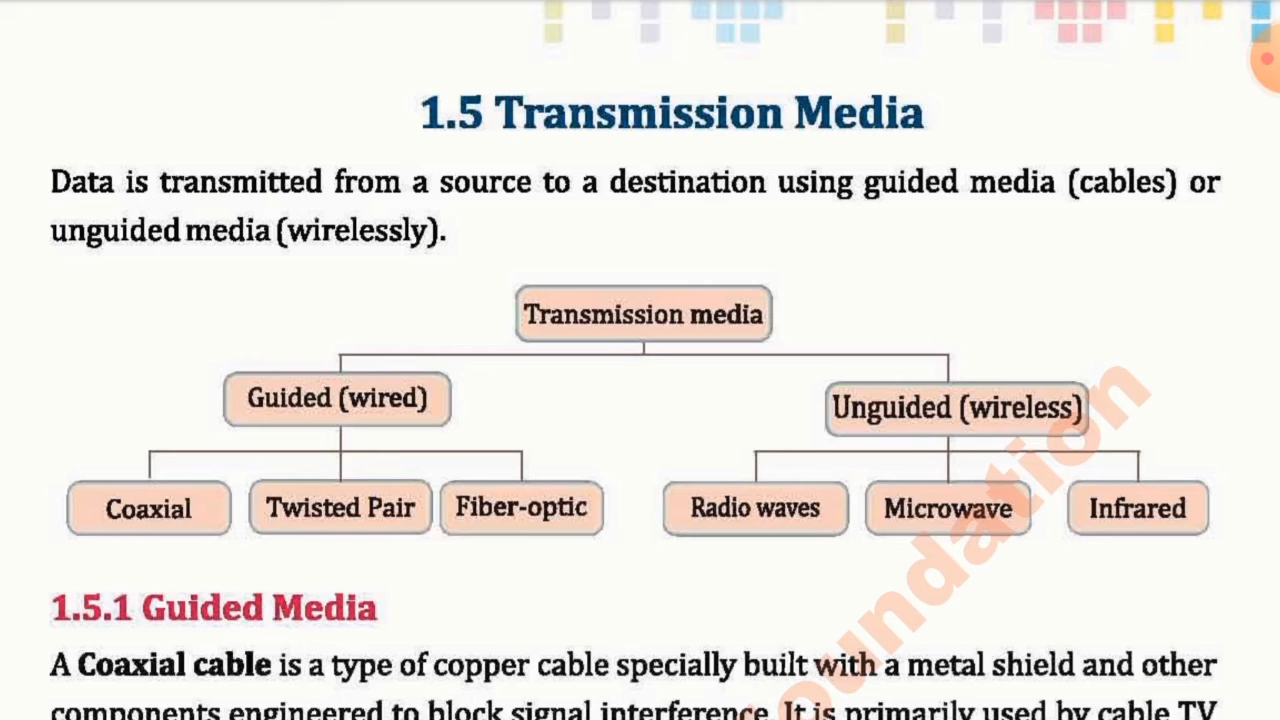 1.5 Transmission Media
Data is transmitted from a source to a destination using guided media (cables) or
unguided media (wirelessly).
Transmission media
Guided (wired)
Unguided (wireless)
Coaxial
Twisted Pair
Fiber-optic
Radio waves
Microwave
Infrared
1.5.1 Guided Media
A Coaxial cable is a type of copper cable specially built with a metal shield and other
components engineered to block signal interference. It is primarily used by cable TV
oundation